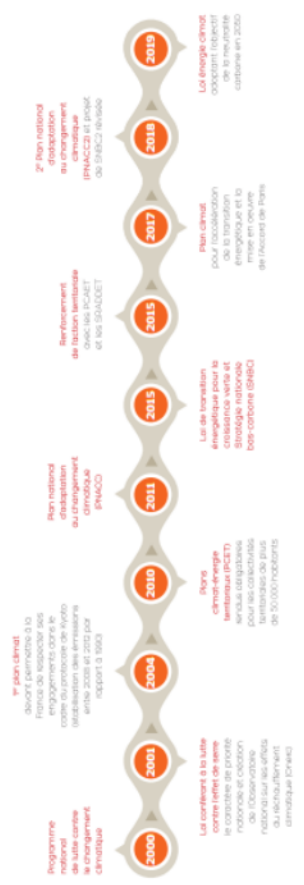 2000
Programme
national
de lutte contre
le changement
climatique
2001
Loi conférant à la lutte
contre l'effet de serre
le caractère de priorité
nationale et création
de l'Observatoire
national sur les effets
du réchauffement
climatique (Onerc)
2004
1er plan climat
devant permettre à la
France de respecter ses
engagements dans le
cadre du protocole de Kyoto
(stabilisation des émissions
entre 2008 et 2012 par
rapport à 1990)
2010
Plans
climat-énergie
territoriaux (PCET)
rendus obligatoires
pour les collectivités
territoriales de plus
de 50 000 habitants
2011
Plan national
d'adaptation
au changement
climatique
(PNACC)
2015
Loi de transition
énergétique pour la
croissance verte et
Stratégie nationale
bas-carbone (SNBC)
2015
Renforcement
de l'action territoriale
avec les PCAET
et les SRADDET
2017
Plan climat
pour l'accélération
de la transition
énergétique et la
mise en oeuvre
de l'Accord de Paris
2018
2e Plan national
d'adaptation
au changement
climatique
(PNACC2) et projet
de SNBC2 révisée
2019
Loi énergie climat
adoptant l'objectif
de la neutralité
carbone en 2050